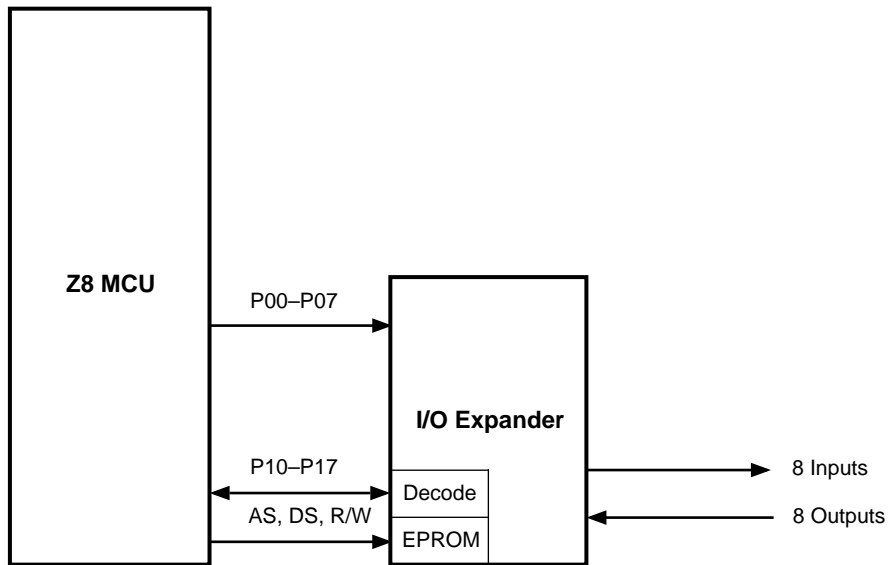 Z8 MCU
P00–P07
I/O Expander
P10–P17
Decode
AS, DS, R/W
EPROM
8 Inputs
8 Outputs